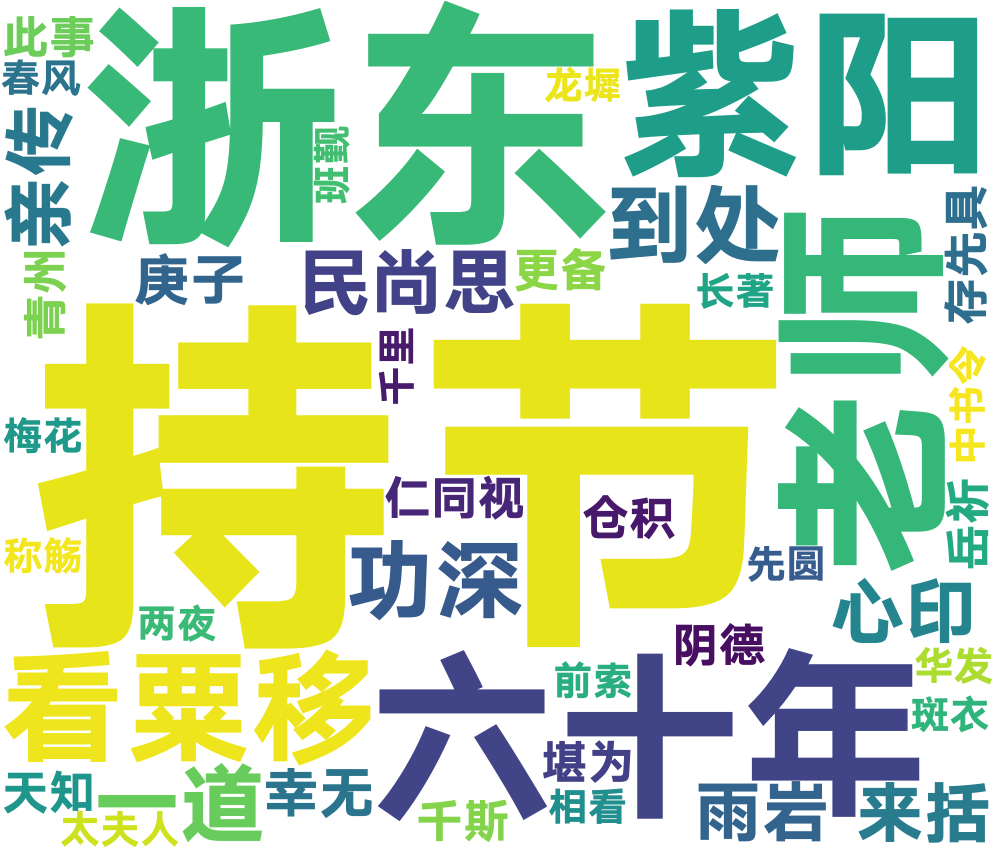 此事
春风
亲传
浙东
班觐
龙墀
紫阳
青州
庚子
民尚思
更备
到处
长著
存先具
老师
持节
千里
中书令
梅花
仁同视
仓积
岳祈
称觞
功深
先圆
两夜
心印
看粟移
六十年
阴德
前索
华发
斑衣
天知
一道
幸无
堪为
太夫人
千斯
相看
雨岩
来括